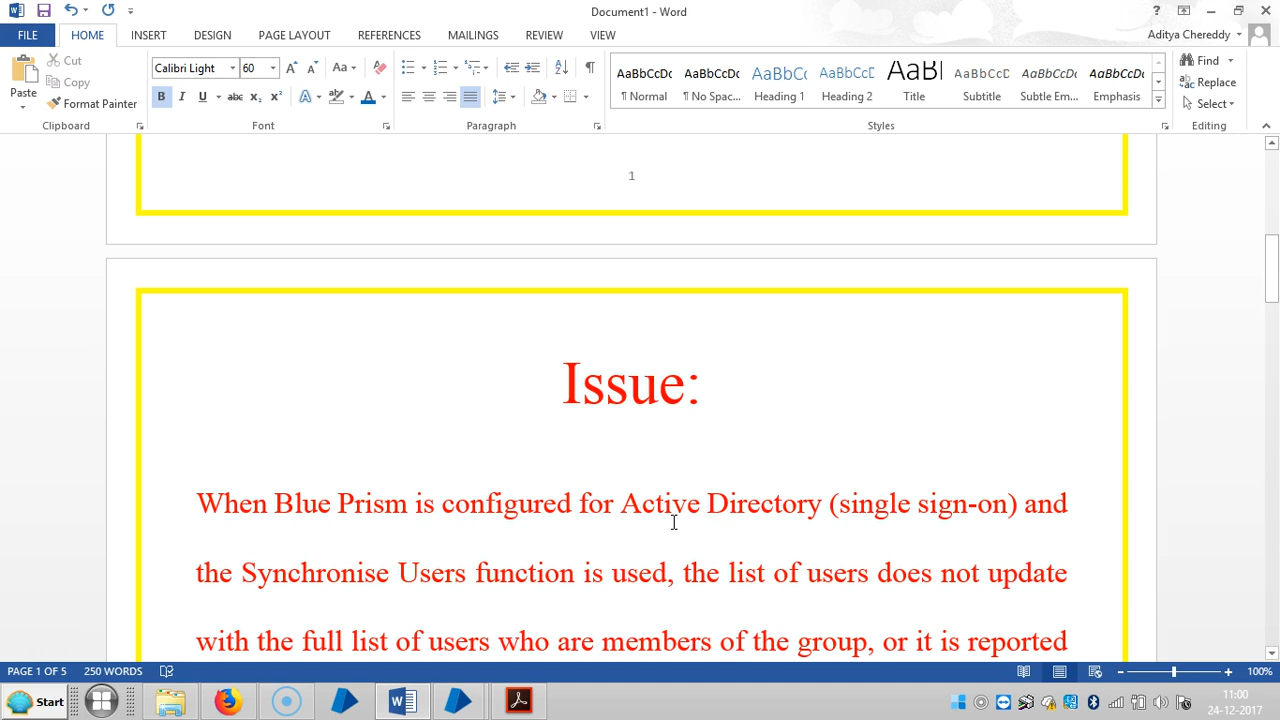 Document1 - Word
Aditya Chereddy
FILE HOME INSERT DESIGN PAGE LAYOUT REFERENCES MAILINGS REVIEW VIEW
Paste
Cut
Copy
Format Painter
Clipboard
Calibri Light 60
Font
Paragraph
AaBbCcDc AaBbCcDc AaBbCc AaBbCcD AaBl AaBbCcD AaBbCcDc AaBbCcDc
¶ Normal ¶ No Spac... Heading 1 Heading 2 Title Subtitle Subtle Em... Emphasis
Styles
Find
Replace
Select
Editing
1
Issue:
When Blue Prism is configured for Active Directory (single sign-on) and
the Synchronise Users function is used, the list of users does not update
with the full list of users who are members of the group, or it is reported
PAGE 1 OF 5 250 WORDS
100%
Start
11:00
24-12-2017